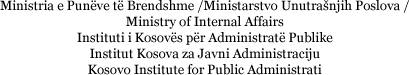 Ministria e Punëve të Brendshme /Ministarstvo Unutrašnjih Poslova /
Ministry of Internal Affairs
Instituti i Kosovës për Administratë Publike
Institut Kosova za Javni Administraciju
Kosovo Institute for Public Administrati